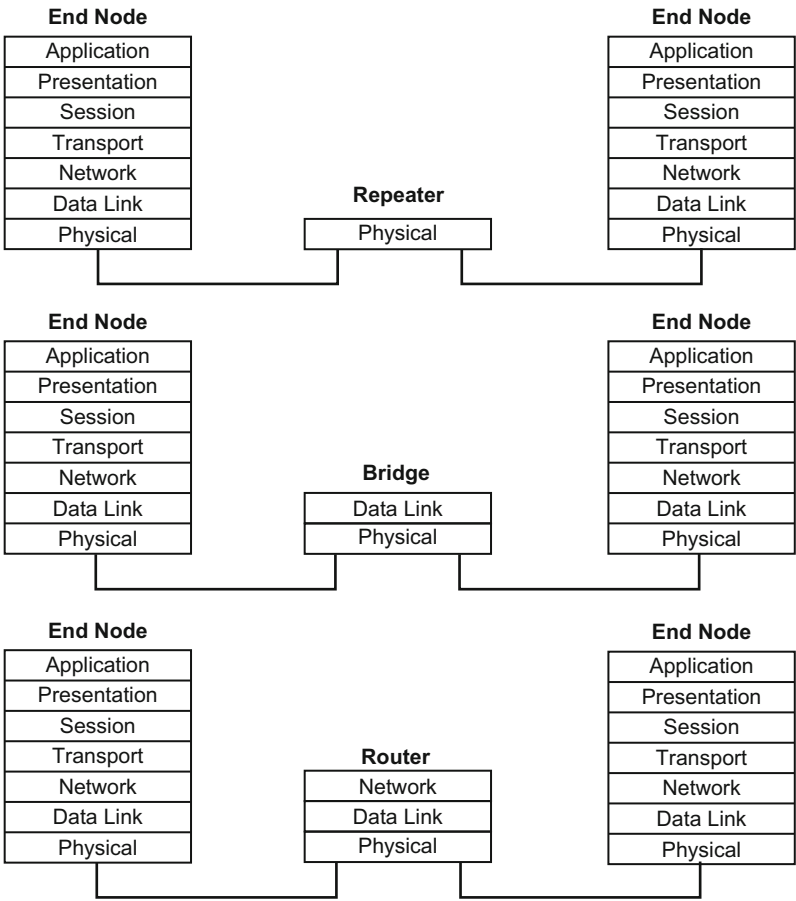 End Node
Application
Presentation
Session
Transport
Network
Data Link
Physical
Repeater
Physical
End Node
Application
Presentation
Session
Transport
Network
Data Link
Physical
End Node
Application
Presentation
Session
Transport
Network
Data Link
Physical
Bridge
Data Link
Physical
End Node
Application
Presentation
Session
Transport
Network
Data Link
Physical
End Node
Application
Presentation
Session
Transport
Network
Data Link
Physical
Router
Network
Data Link
Physical
End Node
Application
Presentation
Session
Transport
Network
Data Link
Physical